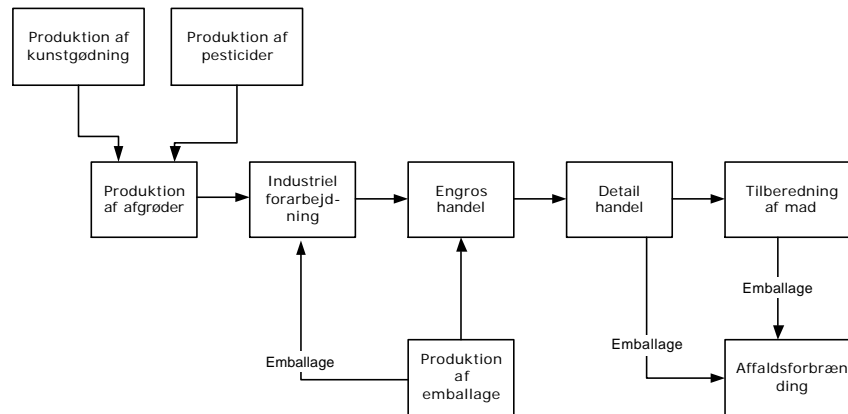 Produktion af
kunstgødning
Produktion af
pesticider
Produktion
af afgrøder
Industriel
forarbejd-
ning
Engros
handel
Detail
handel
Tilberedning
af mad
Emballage
Emballage
Emballage
Produktion
af
emballage
Affaldsforbræn
ding